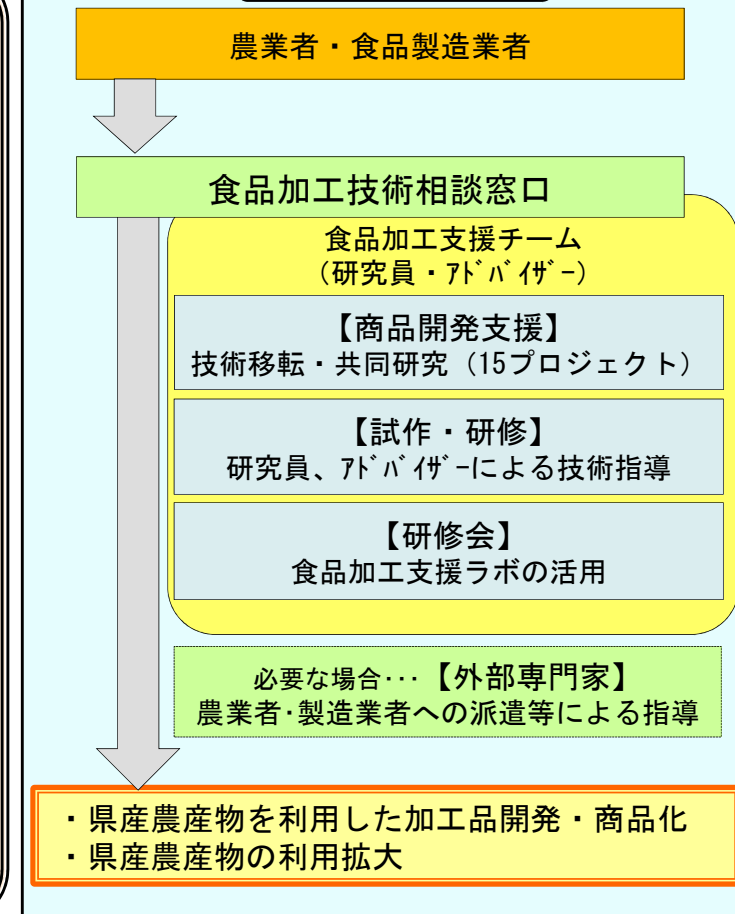 農業者・食品製造業者
食品加工技術相談窓口
食品加工支援チーム
(研究員・ｱﾄﾞﾊﾞｲｻﾞｰ)
【商品開発支援】
技術移転・共同研究（15プロジェクト）
【試作・研修】
研究員、ｱﾄﾞﾊﾞｲｻﾞｰによる技術指導
【研修会】
食品加工支援ラボの活用
必要な場合･･･【外部専門家】
農業者･製造業者への派遣等による指導
・県産農産物を利用した加工品開発・商品化
・県産農産物の利用拡大